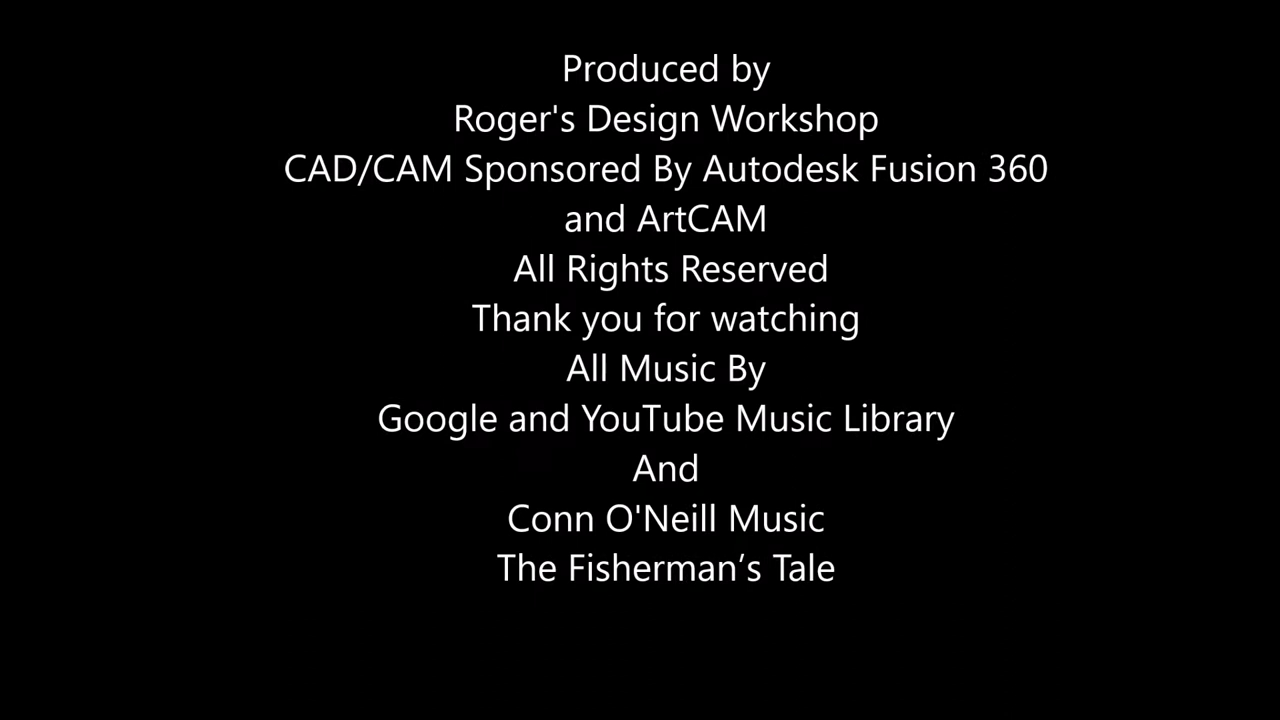 Produced by
Roger's Design Workshop
CAD/CAM Sponsored By Autodesk Fusion 360
and ArtCAM
All Rights Reserved
Thank you for watching
All Music By
Google and YouTube Music Library
And
Conn O'Neill Music
The Fisherman’s Tale